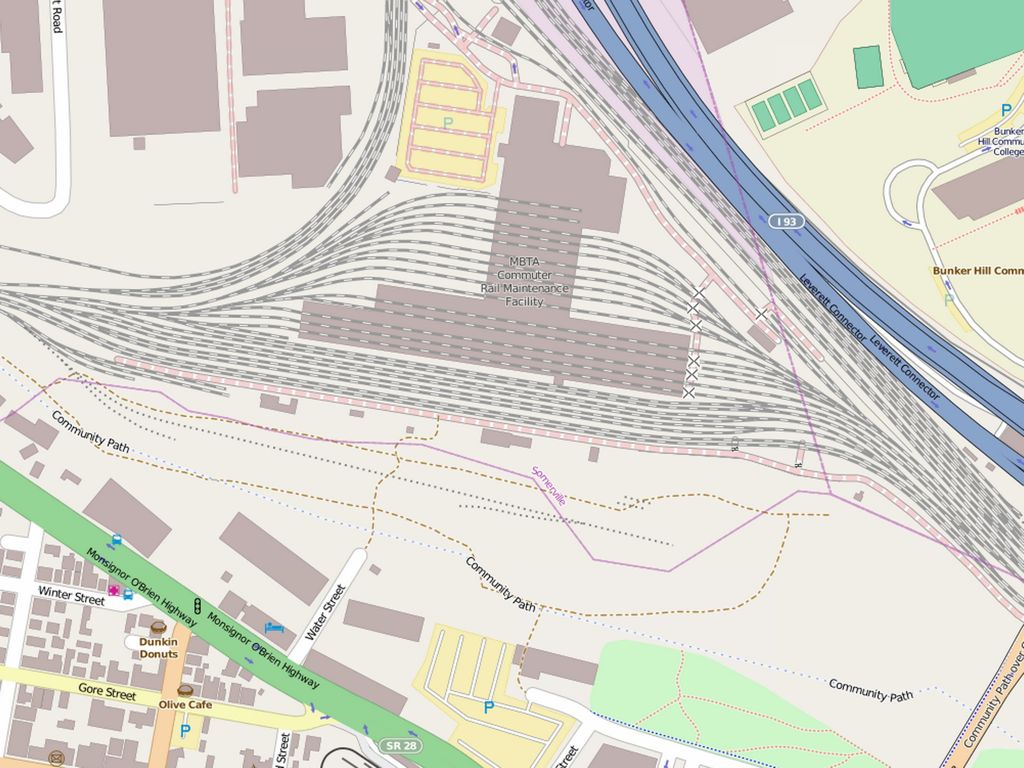 t Road
or
P
P
Bunker
Hill Commu
College
I 93
MBTA
Commuter
Rail Maintenance
Facility
Bunker Hill Comm
P
Leverett Connector
Leverett Connector
Community Path
Somerville
Monsignor O'Brien Highway
Community Path
Winter Street
Water Street
Monsignor O'Brien Highway
Dunkin
Donuts
Gore Street
Olive Cafe
Community Path
P
P
SR 28
d Street
Street
Community Path over